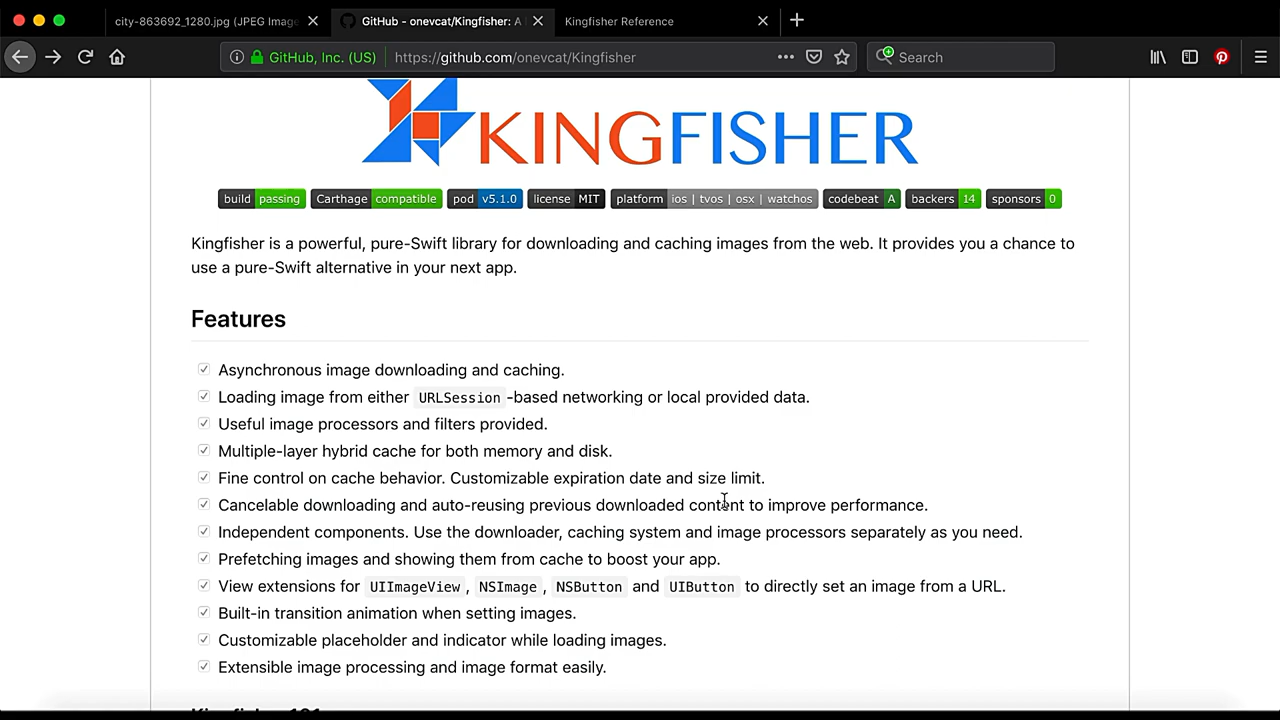 city-863692_1280.jpg (JPEG Image
GitHub - onevcat/Kingfisher: A l
Kingfisher Reference
GitHub, Inc. (US)
https://github.com/onevcat/Kingfisher
Search
KINGFISHER
build passing
Carthage compatible
pod v5.1.0
license MIT
platform ios | tvos | osx | watchos
codebeat A
backers 14
sponsors 0
Kingfisher is a powerful, pure-Swift library for downloading and caching images from the web. It provides you a chance to
use a pure-Swift alternative in your next app.
Features
Asynchronous image downloading and caching.
Loading image from either URLSession -based networking or local provided data.
Useful image processors and filters provided.
Multiple-layer hybrid cache for both memory and disk.
Fine control on cache behavior. Customizable expiration date and size limit.
Cancelable downloading and auto-reusing previous downloaded content to improve performance.
Independent components. Use the downloader, caching system and image processors separately as you need.
Prefetching images and showing them from cache to boost your app.
View extensions for UIImageView , NSImage , NSButton and UIButton to directly set an image from a URL.
Built-in transition animation when setting images.
Customizable placeholder and indicator while loading images.
Extensible image processing and image format easily.
Kingfisher 101